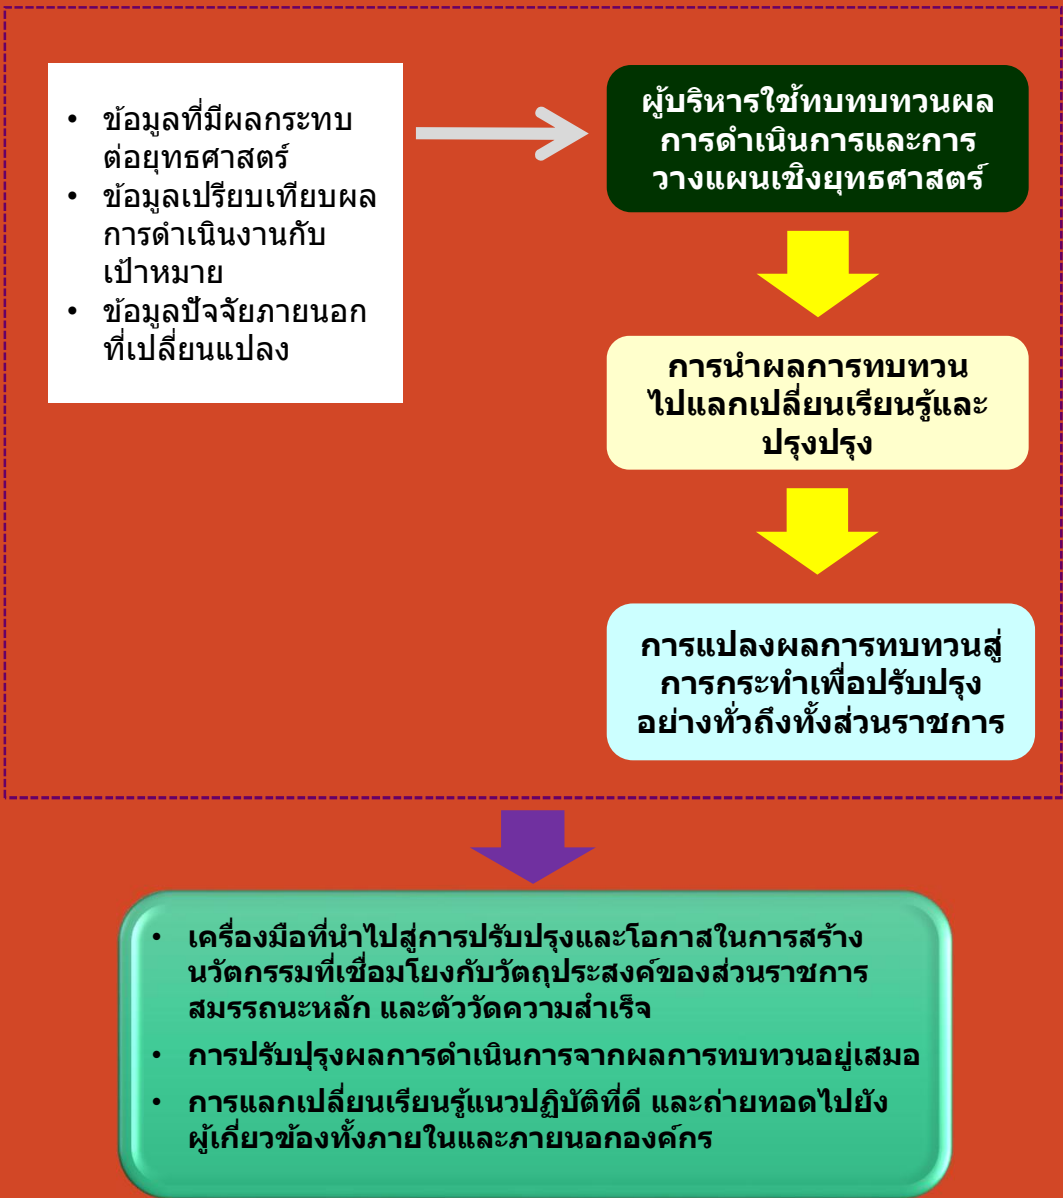 • ข้อมูลที่มีผลกระทบ
ต่อยุทธศาสตร์
• ข้อมูลเปรียบเทียบผล
การดำเนินงานกับ
เป้าหมาย
• ข้อมูลปัจจัยภายนอก
ที่เปลี่ยนแปลง
ผู้บริหารใช้ทบทบทวนผล
การดำเนินการและการ
วางแผนเชิงยุทธศาสตร์
การนำผลการทบทวน
ไปแลกเปลี่ยนเรียนรู้และ
ปรุงปรุง
การแปลงผลการทบทวนสู่
การกระทำเพื่อปรับปรุง
อย่างทั่วถึงทั้งส่วนราชการ
• เครื่องมือที่นำไปสู่การปรับปรุงและโอกาสในการสร้าง
นวัตกรรมที่เชื่อมโยงกับวัตถุประสงค์ของส่วนราชการ
สมรรถนะหลัก และตัววัดความสำเร็จ
• การปรับปุรงผลการดำเนินการจากผลการทบทวนอยู่เสมอ
• การแลกเปลี่ยนเรียนรู้แนวปฏิบัติที่ดี และถ่ายทอดไปยัง
ผู้เกี่ยวข้องทั้งภายในและภายนอกองค์กร